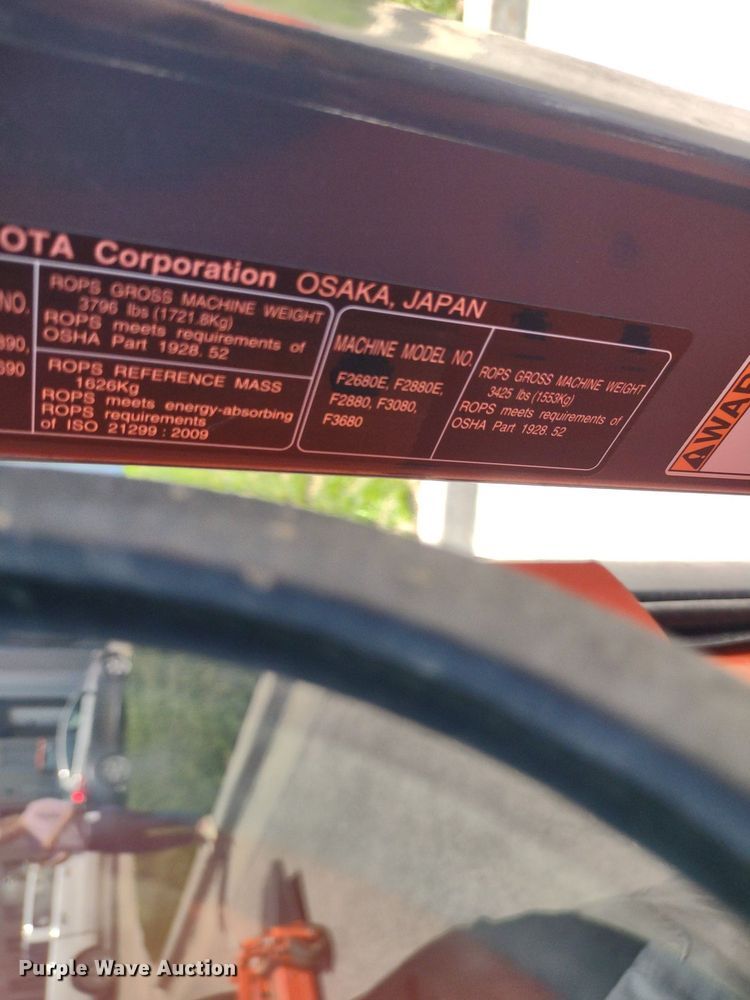 OTA Corporation OSAKA, JAPAN
NO.
890,
690
ROPS GROSS MACHINE WEIGHT
3796 lbs (1721.8Kg)
ROPS meets requirements of
OSHA Part 1928. 52
ROPS REFERENCE MASS
1626Kg
ROPS meets energy-absorbing
ROPS requirements
of ISO 21299 : 2009
MACHINE MODEL NO.
F2680E, F2880E,
F2880, F3080,
F3680
ROPS GROSS MACHINE WEIGHT
3425 lbs (1553Kg)
ROPS meets requirements of
OSHA Part 1928. 52
WAR
Purple Wave Auction